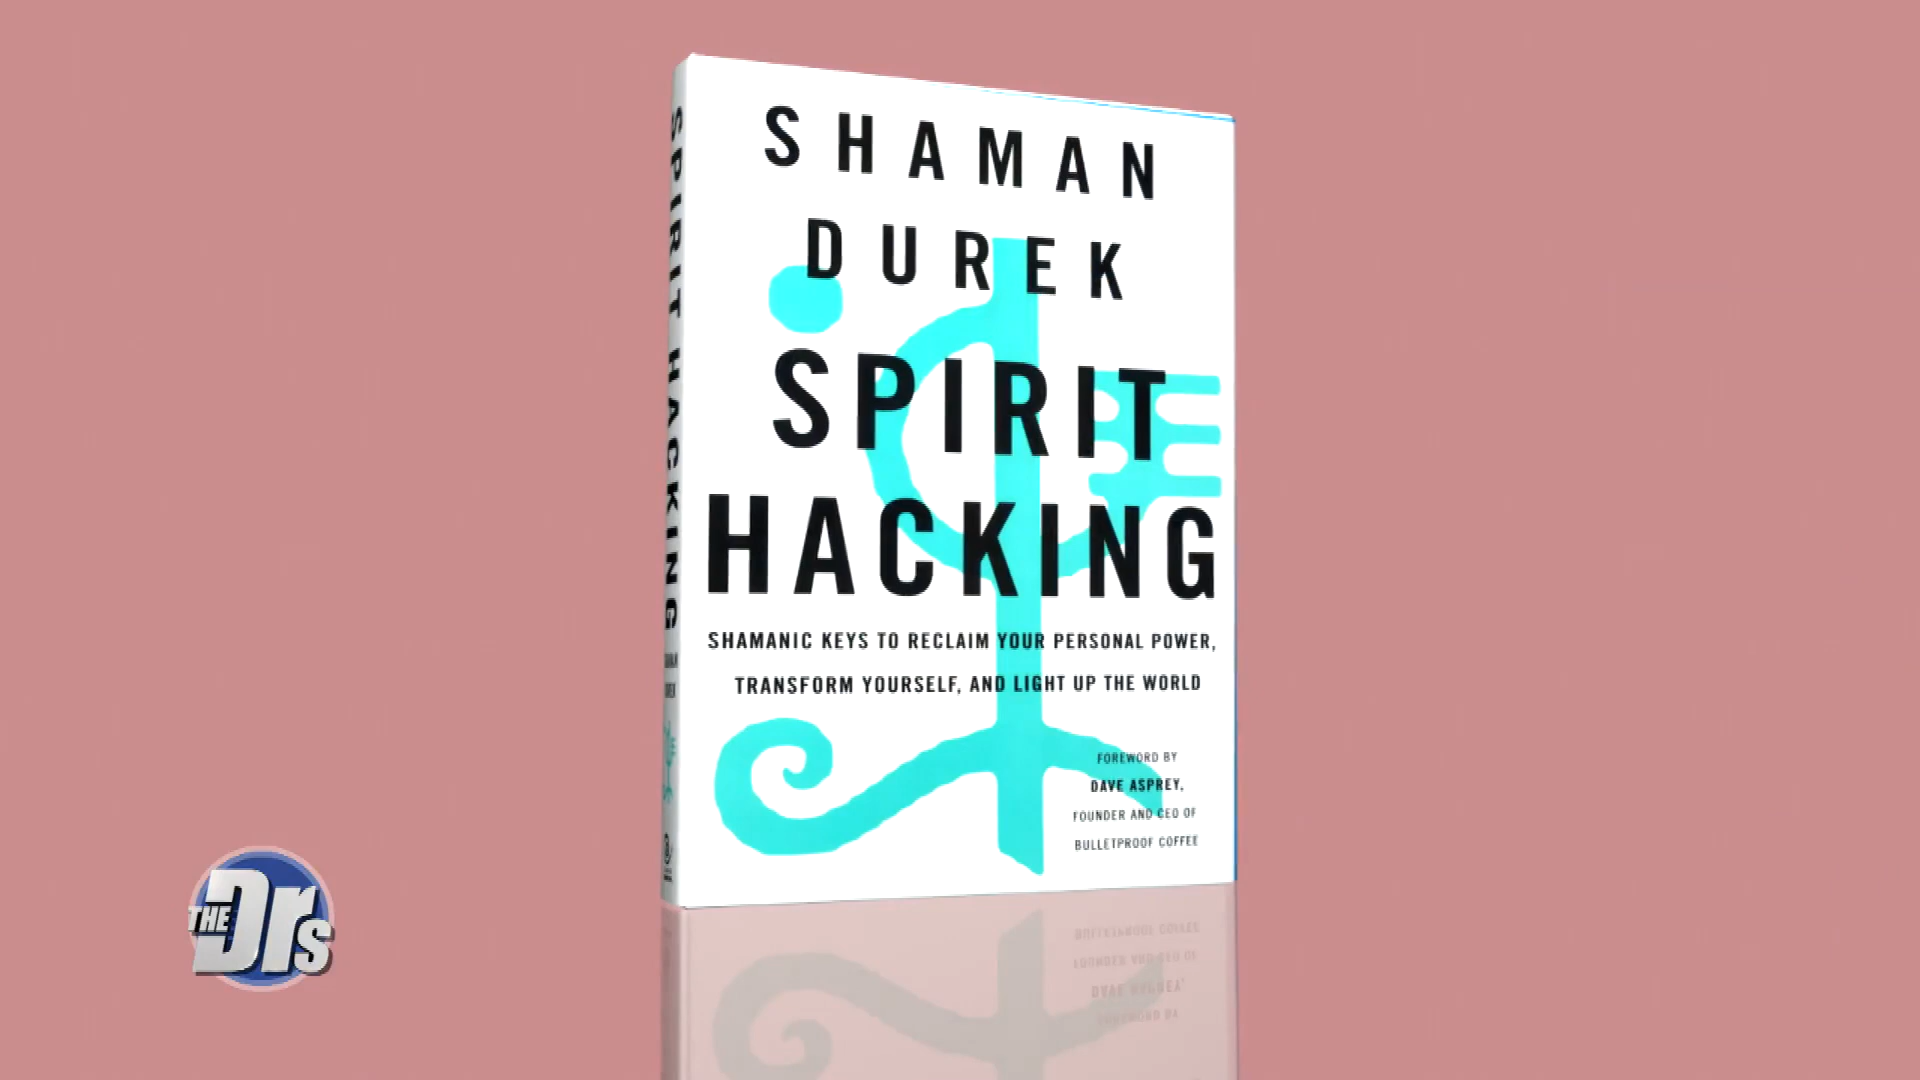 SHAMAN
DUREK
SPIRIT
HACKING
SHAMANIC KEYS TO RECLAIM YOUR PERSONAL POWER,
TRANSFORM YOURSELF, AND LIGHT UP THE WORLD
FOREWORD BY
DAVE ASPREY,
FOUNDER AND CEO OF
BULLETPROOF COFFEE
SPIRIT HACKING
THE Drs